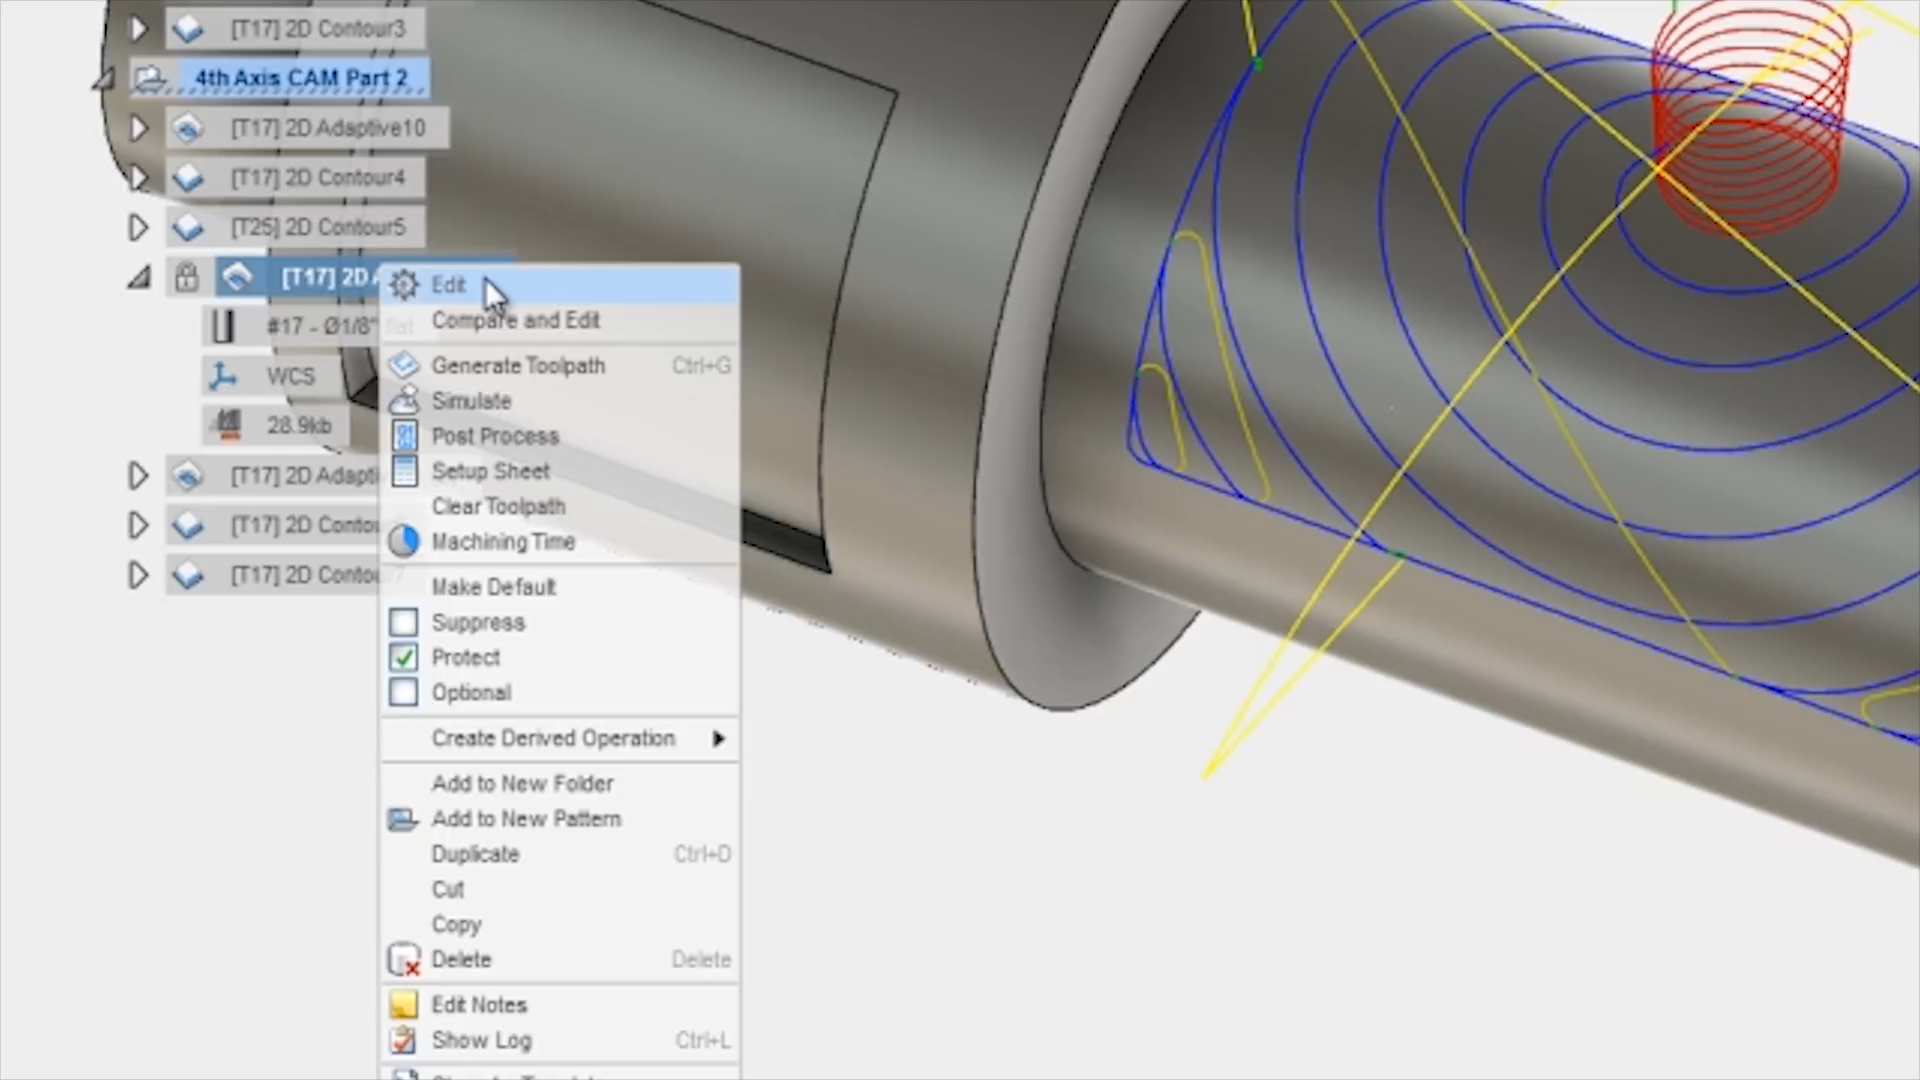 [T17] 2D Contour3
4th Axis CAM Part 2
[T17] 2D Adaptive10
[T17] 2D Contour4
[T25] 2D Contour5
[T17] 2D
#17 - Ø1/8" flat
WCS
28.9kb
[T17] 2D Adapti
[T17] 2D Contou
[T17] 2D Contour7
Edit
Compare and Edit
Generate Toolpath Ctrl+G
Simulate
Post Process
Setup Sheet
Clear Toolpath
Machining Time
Make Default
Suppress
Protect
Optional
Create Derived Operation
Add to New Folder
Add to New Pattern
Duplicate Ctrl+D
Cut
Copy
Delete Delete
Edit Notes
Show Log Ctrl+L